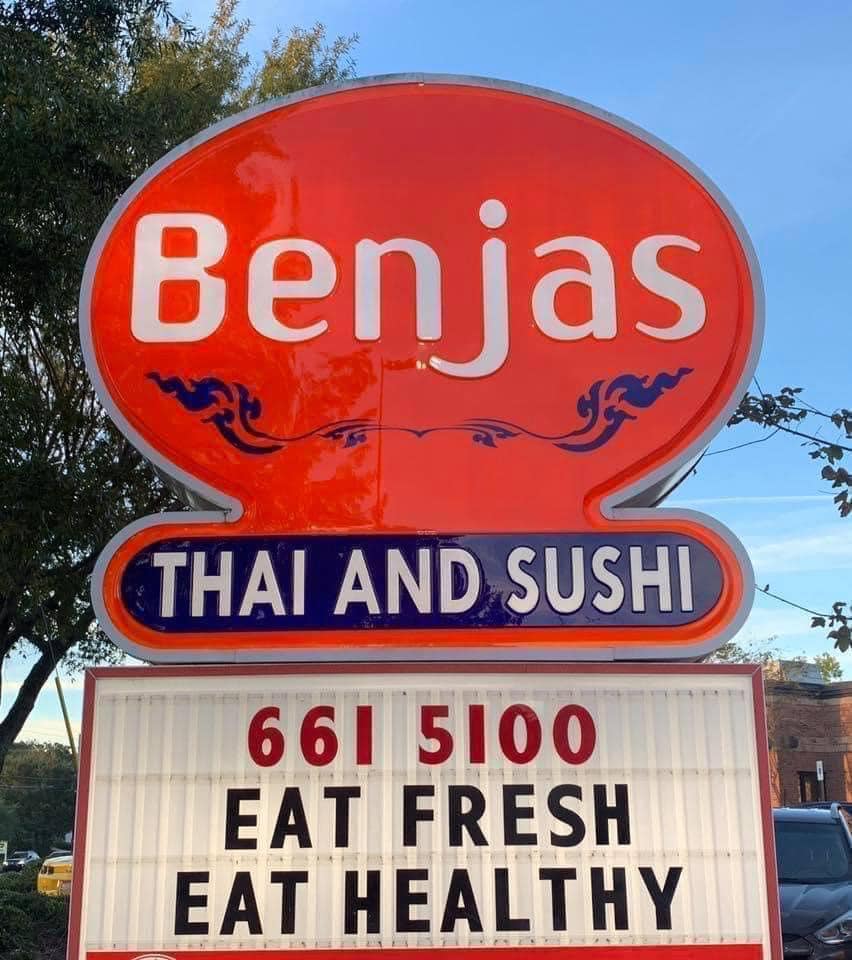 Benjas
THAI AND SUSHI
661 5100
EAT FRESH
EAT HEALTHY